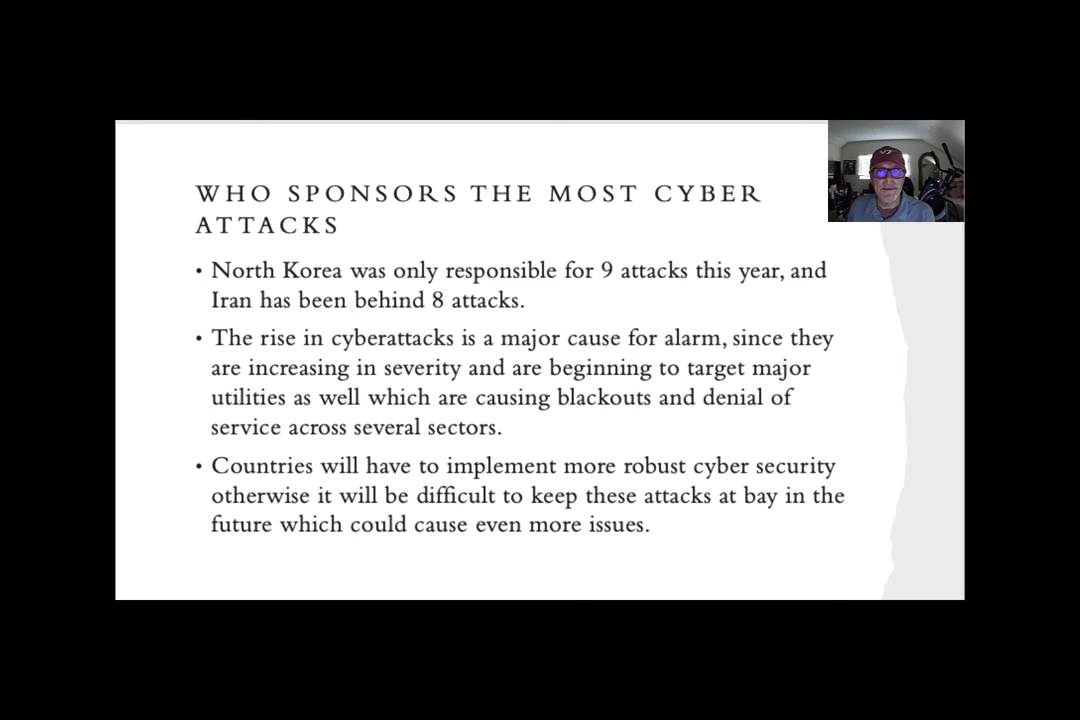 WHO SPONSORS THE MOST CYBER
ATTACKS
• North Korea was only responsible for 9 attacks this year, and
Iran has been behind 8 attacks.
• The rise in cyberattacks is a major cause for alarm, since they
are increasing in severity and are beginning to target major
utilities as well which are causing blackouts and denial of
service across several sectors.
• Countries will have to implement more robust cyber security
otherwise it will be difficult to keep these attacks at bay in the
future which could cause even more issues.